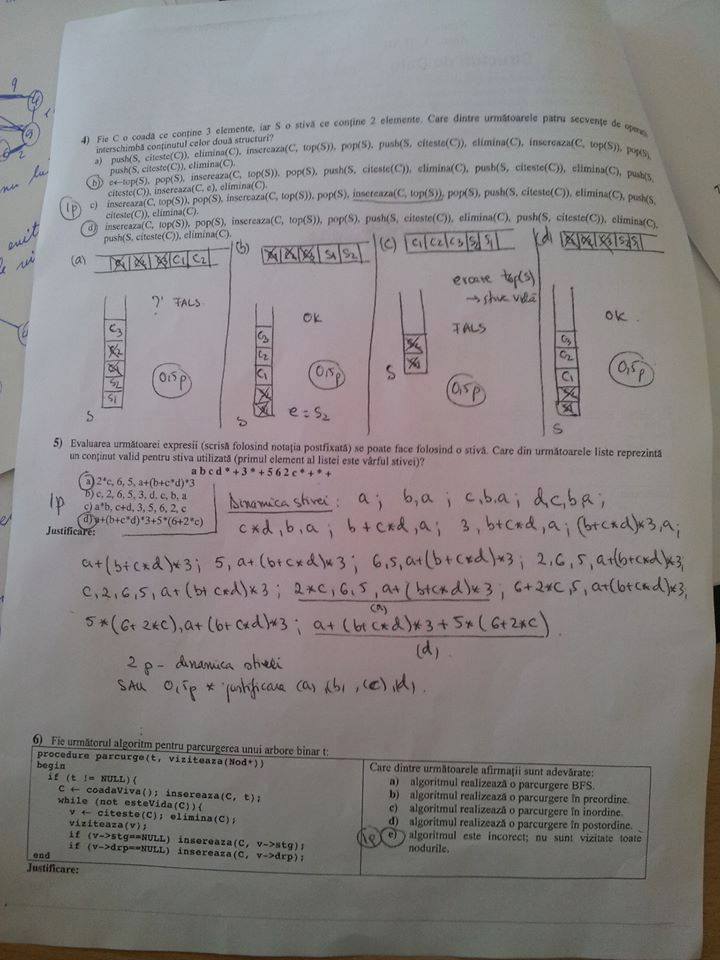 4) Fie C o coadă ce conține 3 elemente, iar S o stivă ce conține 2 elemente. Care dintre următoarele patru secvențe de operații
interschimbă conținutul celor două structuri?
a) push(S, citeste(C)), elimina(C), insereaza(C, top(S)), pop(S), push(S, citeste(C)), elimina(C), insereaza(C, top(S)), pop(S),
push(S, citeste(C)), elimina(C).
b) e←top(S), pop(S), insereaza(C, top(S)), pop(S), push(S, citeste(C)), elimina(C), push(S, citeste(C)), elimina(C), push(S,
citeste(C)), insereaza(C, e), elimina(C).
1p
c) insereaza(C, top(S)), pop(S), insereaza(C, top(S)), pop(S), insereaza(C, top(S)), pop(S), push(S, citeste(C)), elimina(C), push(S,
citeste(C)), elimina(C).
d) insereaza(C, top(S)), pop(S), insereaza(C, top(S)), pop(S), push(S, citeste(C)), elimina(C), push(S, citeste(C)), elimina(C),
push(S, citeste(C)), elimina(C).
(a) C1 C2
? FALS
C3
S2
S1
S
0,5p
(b) S1 S2
OK
C3
C2
C1
S
0,5p
e = S2
(c) C1 C2 C3 S2 S1
eroare top(S)
→ stiva vidă
FALS
S
0,5p
(d)
OK
C3
C2
C1
S
0,5p
5) Evaluarea următoarei expresii (scrisă folosind notația postfixată) se poate face folosind o stivă. Care din următoarele liste reprezintă
un conținut valid pentru stiva utilizată (primul element al listei este vârful stivei)?
a b c d * + 3 * + 5 6 2 c * + * +
a) 2*c, 6, 5, a+(b+c*d)*3
b) c, 2, 6, 5, 3, d, c, b, a
c) a*b, c+d, 3, 5, 6, 2, c
d) a+(b+c*d)*3+5*(6+2*c)
1p
Justificare:
Dinamica stivei: a; b,a; c,b,a; d,c,b,a;
c*d, b, a; b+c*d, a; 3, b+c*d, a; (b+c*d)*3, a;
a+(b+c*d)*3; 5, a+(b+c*d)*3; 6,5, a+(b+c*d)*3; 2,6,5, a+(b+c*d)*3;
C, 2, 6, 5, a+(b+c*d)*3; 2*c, 6, 5, a+(b+c*d)*3; 6+2*c, 5, a+(b+c*d)*3,
(a)
5*(6+2*c), a+(b+c*d)*3; a+(b+c*d)*3+5*(6+2*c).
(d)
2p - dinamica stivei
SAU 0,5p * justificare (a), (b), (c), (d).
6) Fie următorul algoritm pentru parcurgerea unui arbore binar t:
procedure parcurge(t, viziteaza(Nod*))
begin
if (t != NULL){
C ← coadaViva(); insereaza(C, t);
while (not esteVida(C)){
v ← citeste(C); elimina(C);
viziteaza(v);
if (v->stg==NULL) insereaza(C, v->stg);
if (v->drp==NULL) insereaza(C, v->drp);
end
Care dintre următoarele afirmații sunt adevărate:
a) algoritmul realizează o parcurgere BFS.
b) algoritmul realizează o parcurgere în preordine.
c) algoritmul realizează o parcurgere în inordine.
d) algoritmul realizează o parcurgere în postordine.
1p e) algoritmul este incorect; nu sunt vizitate toate
nodurile.
Justificare: